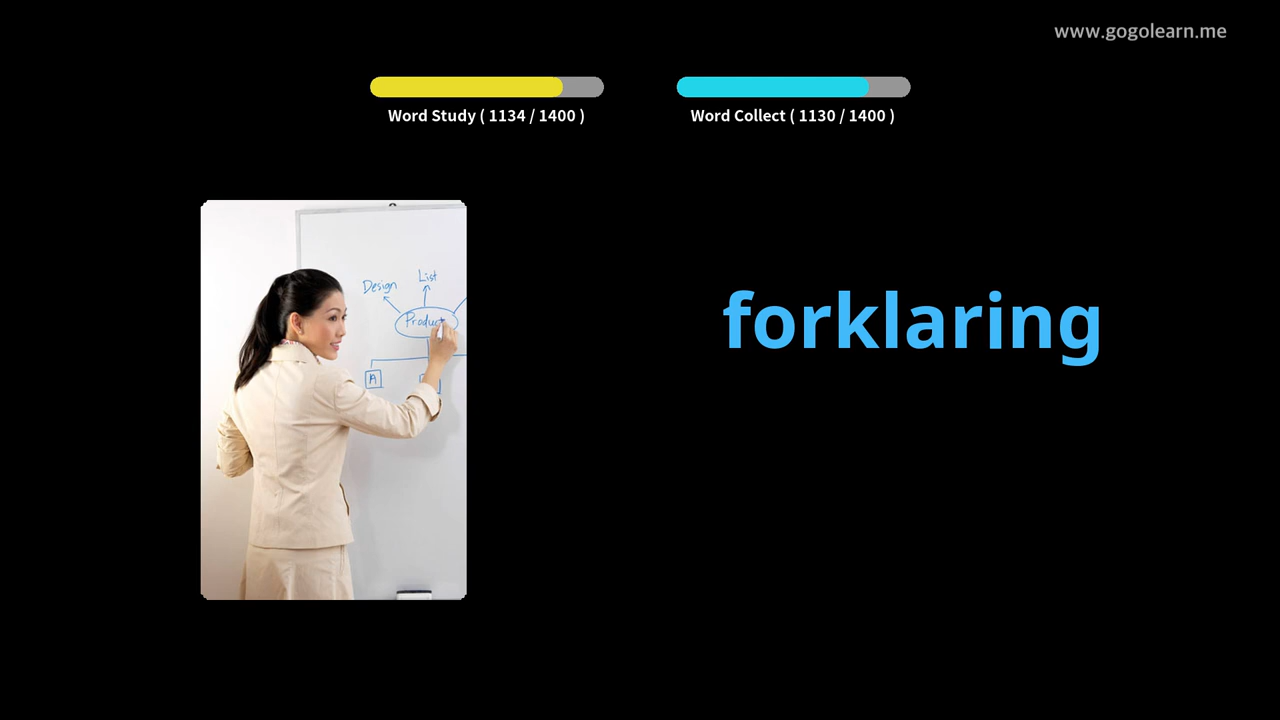 www.gogolearn.me
Word Study ( 1134 / 1400 )
Word Collect ( 1130 / 1400 )
List
Design
Product
A
forklaring